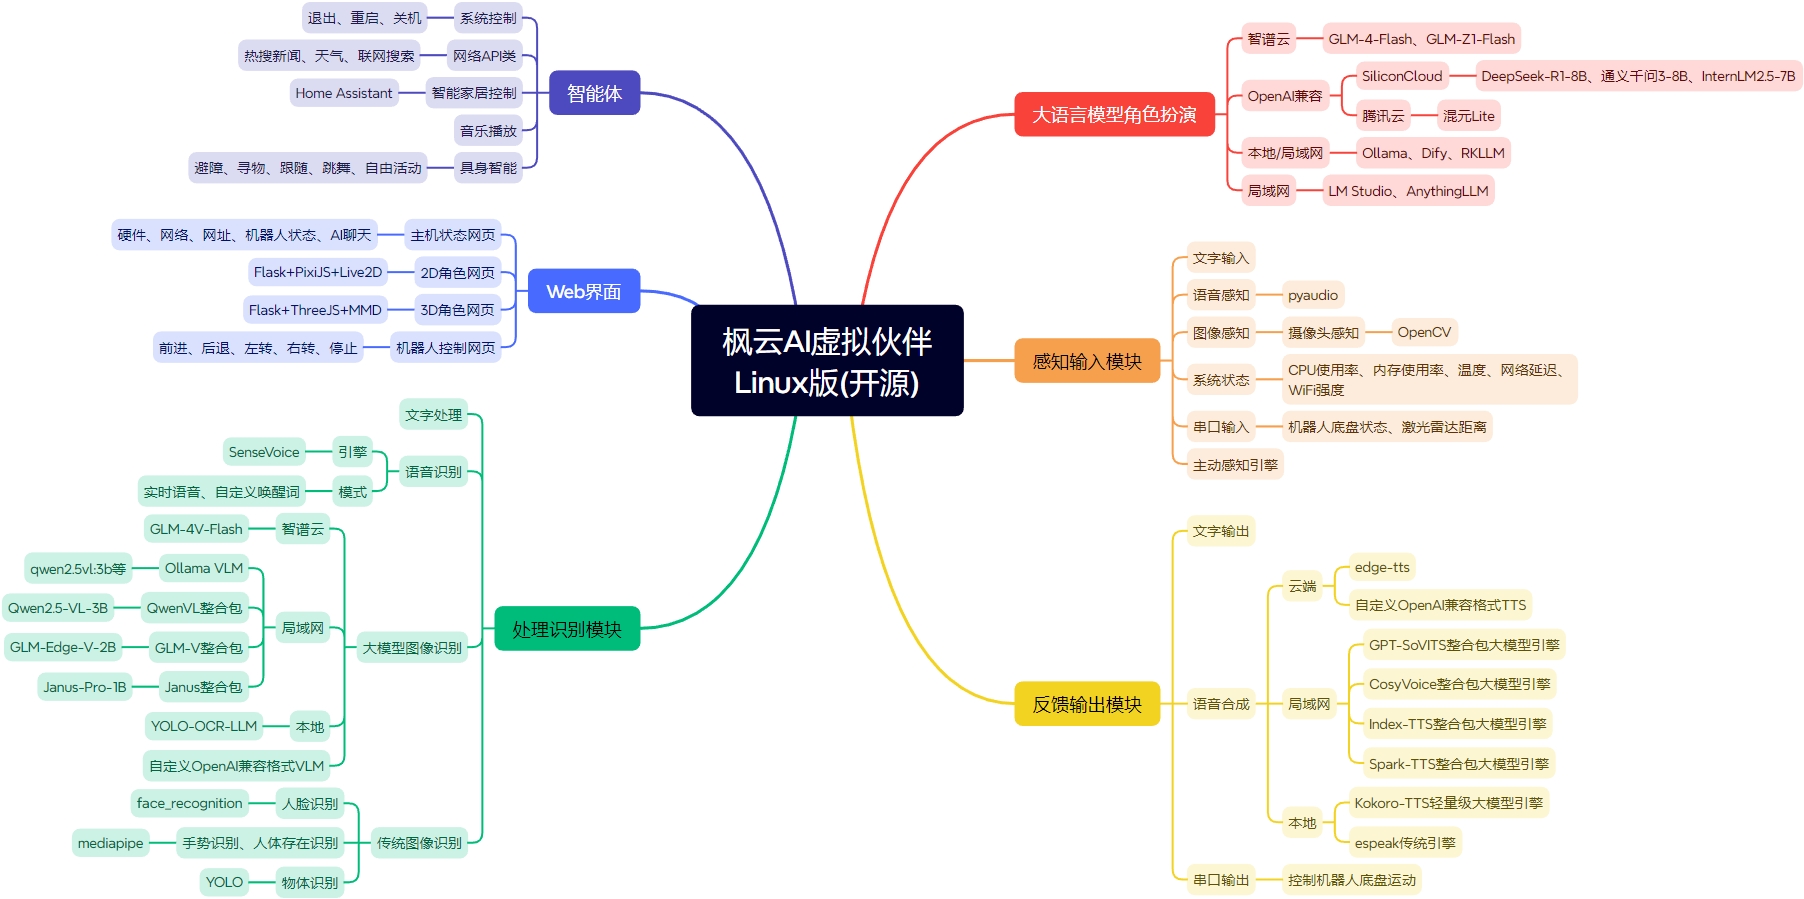 枫云AI虚拟伙伴
Linux版(开源)
大语言模型角色扮演
智谱云
GLM-4-Flash、GLM-Z1-Flash
OpenAI兼容
SiliconCloud
DeepSeek-R1-8B、通义千问3-8B、InternLM2.5-7B
腾讯云
混元Lite
本地/局域网
Ollama、Dify、RKLLM
局域网
LM Studio、AnythingLLM
感知输入模块
文字输入
语音感知
pyaudio
图像感知
摄像头感知
OpenCV
系统状态
CPU使用率、内存使用率、温度、网络延迟、
WiFi强度
串口输入
机器人底盘状态、激光雷达距离
主动感知引擎
反馈输出模块
文字输出
语音合成
云端
edge-tts
自定义OpenAI兼容格式TTS
局域网
GPT-SoVITS整合包大模型引擎
CosyVoice整合包大模型引擎
Index-TTS整合包大模型引擎
Spark-TTS整合包大模型引擎
本地
Kokoro-TTS轻量级大模型引擎
espeak传统引擎
串口输出
控制机器人底盘运动
智能体
系统控制
退出、重启、关机
网络API类
热搜新闻、天气、联网搜索
智能家居控制
Home Assistant
音乐播放
具身智能
避障、寻物、跟随、跳舞、自由活动
Web界面
主机状态网页
硬件、网络、网址、机器人状态、AI聊天
2D角色网页
Flask+PixiJS+Live2D
3D角色网页
Flask+ThreeJS+MMD
机器人控制网页
前进、后退、左转、右转、停止
处理识别模块
文字处理
语音识别
引擎
SenseVoice
模式
实时语音、自定义唤醒词
大模型图像识别
智谱云
GLM-4V-Flash
局域网
Ollama VLM
qwen2.5vl:3b等
QwenVL整合包
Qwen2.5-VL-3B
GLM-V整合包
GLM-Edge-V-2B
Janus整合包
Janus-Pro-1B
本地
YOLO-OCR-LLM
自定义OpenAI兼容格式VLM
传统图像识别
人脸识别
face_recognition
手势识别、人体存在识别
mediapipe
物体识别
YOLO